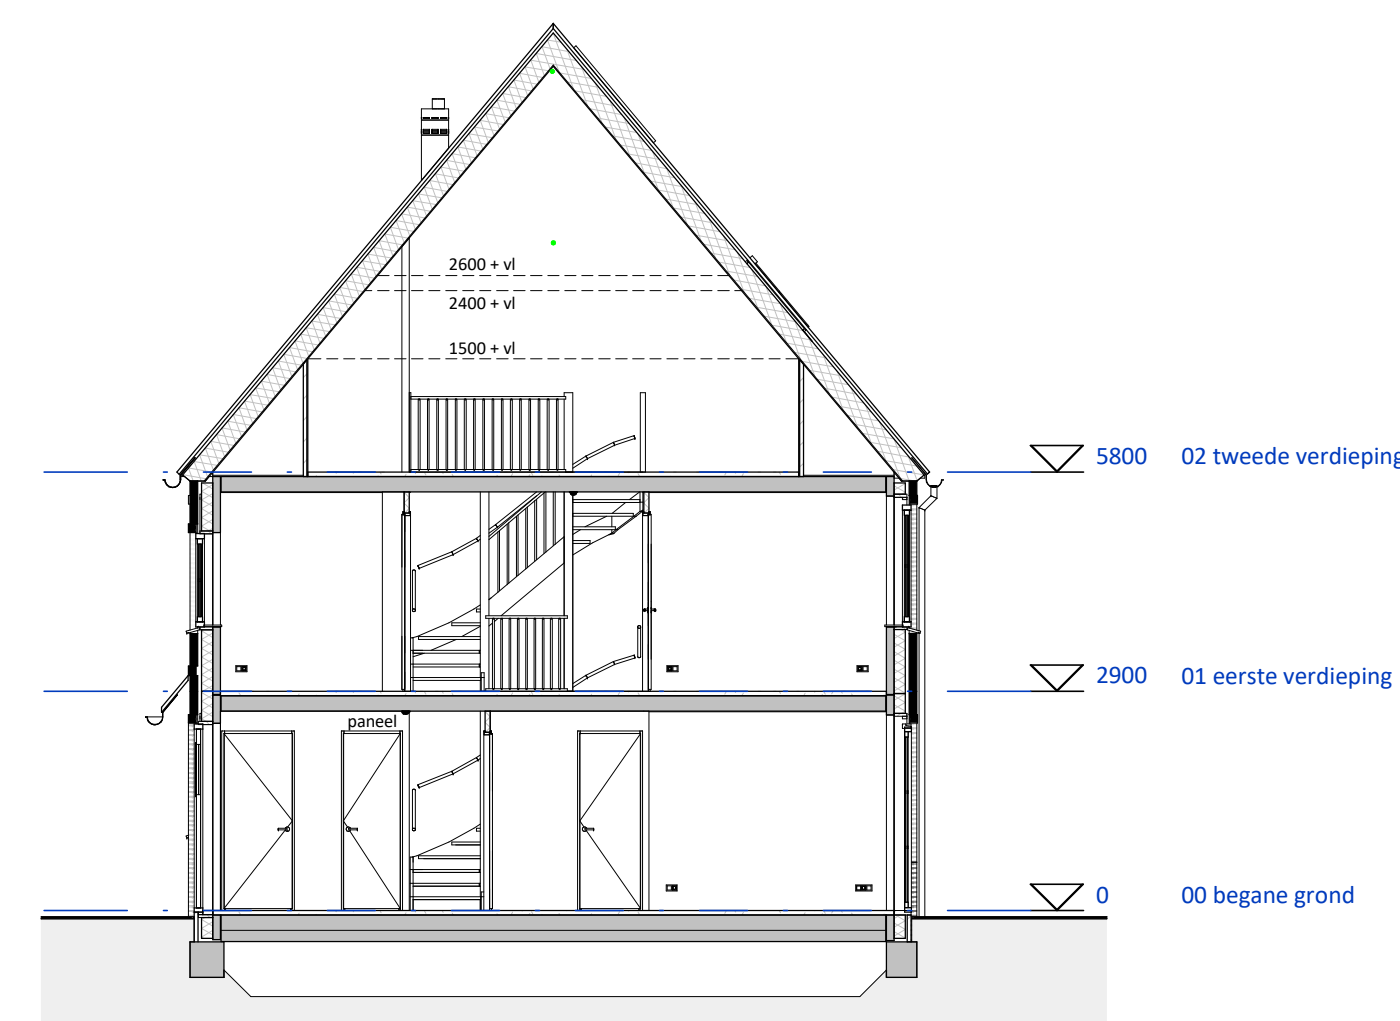 2600 + vl
2400 + vl
1500 + vl
5800 02 tweede verdieping
2900 01 eerste verdieping
paneel
0 00 begane grond